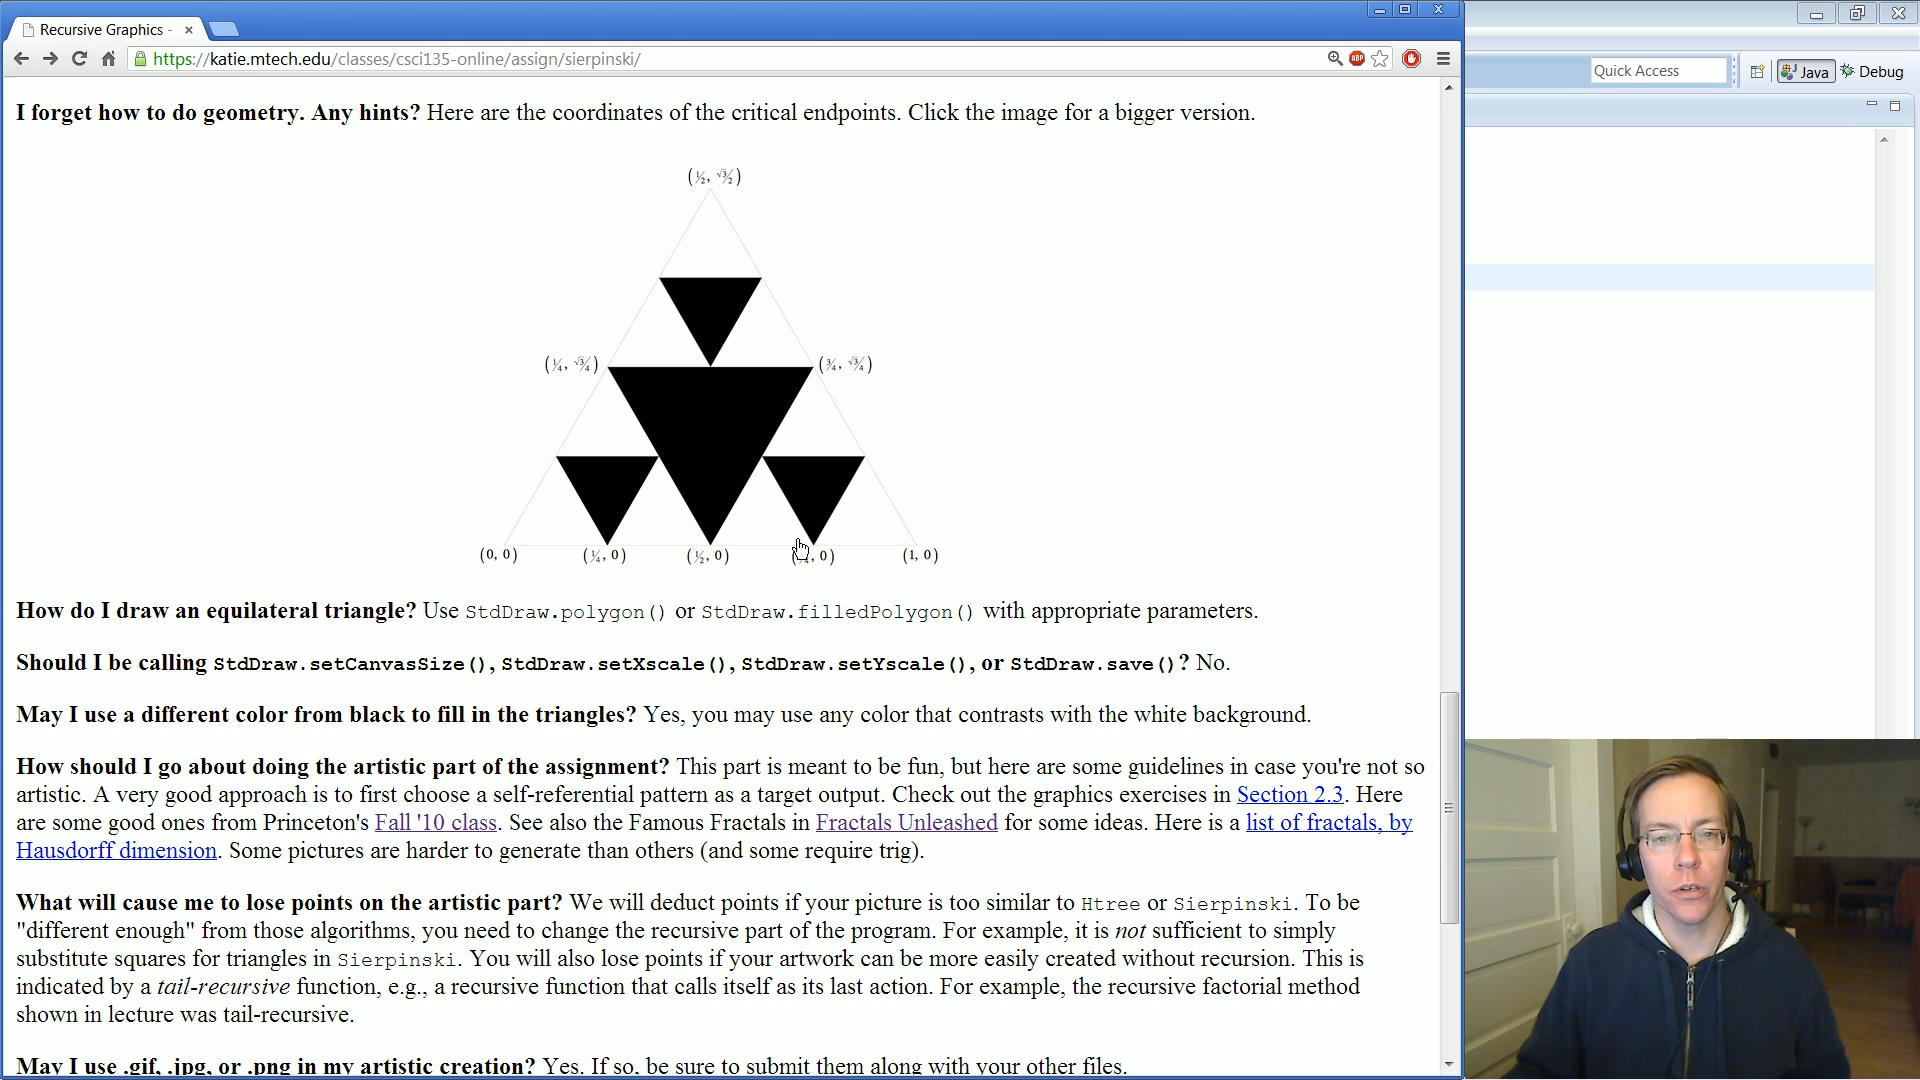 Recursive Graphics -
https://katie.mtech.edu/classes/csci135-online/assign/sierpinski/
ABP
Quick Access
Java
Debug
I forget how to do geometry. Any hints? Here are the coordinates of the critical endpoints. Click the image for a bigger version.
(½, √3⁄2)
(¼, √3⁄4) (¾, √3⁄4)
(0, 0) (¼, 0) (½, 0) , 0) (1, 0)
How do I draw an equilateral triangle? Use StdDraw.polygon() or StdDraw.filledPolygon() with appropriate parameters.
Should I be calling StdDraw.setCanvasSize(), StdDraw.setXscale(), StdDraw.setYscale(), or StdDraw.save()? No.
May I use a different color from black to fill in the triangles? Yes, you may use any color that contrasts with the white background.
How should I go about doing the artistic part of the assignment? This part is meant to be fun, but here are some guidelines in case you're not so
artistic. A very good approach is to first choose a self-referential pattern as a target output. Check out the graphics exercises in Section 2.3. Here
are some good ones from Princeton's Fall '10 class. See also the Famous Fractals in Fractals Unleashed for some ideas. Here is a list of fractals, by
Hausdorff dimension. Some pictures are harder to generate than others (and some require trig).
What will cause me to lose points on the artistic part? We will deduct points if your picture is too similar to Htree or Sierpinski. To be
"different enough" from those algorithms, you need to change the recursive part of the program. For example, it is not sufficient to simply
substitute squares for triangles in Sierpinski. You will also lose points if your artwork can be more easily created without recursion. This is
indicated by a tail-recursive function, e.g., a recursive function that calls itself as its last action. For example, the recursive factorial method
shown in lecture was tail-recursive.
May I use .gif, .jpg, or .png in my artistic creation? Yes. If so, be sure to submit them along with your other files.